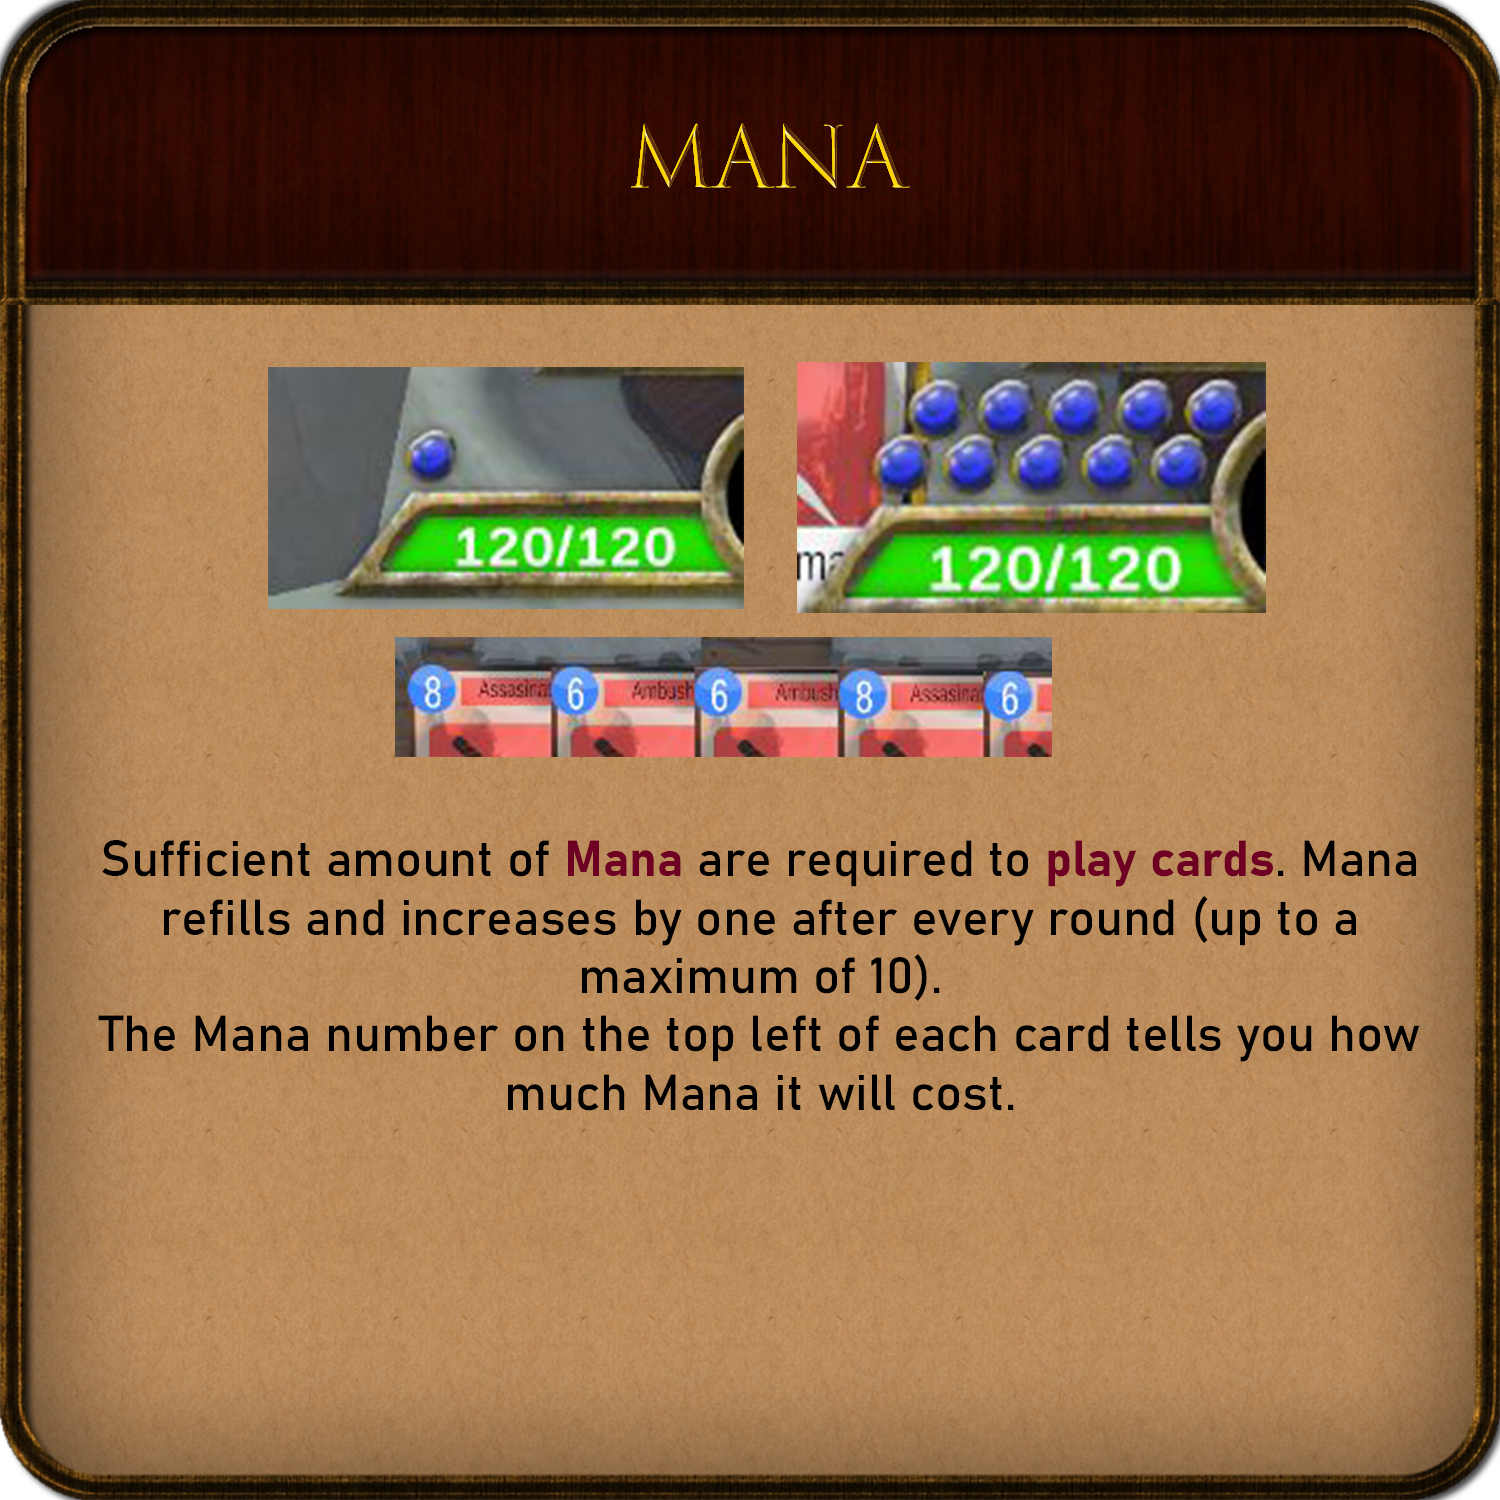 MANA
120/120
120/120
ma
8 Assasina 6 Ambush 6 Ambush 8 Assasina 6
Sufficient amount of Mana are required to play cards. Mana
refills and increases by one after every round (up to a
maximum of 10).
The Mana number on the top left of each card tells you how
much Mana it will cost.